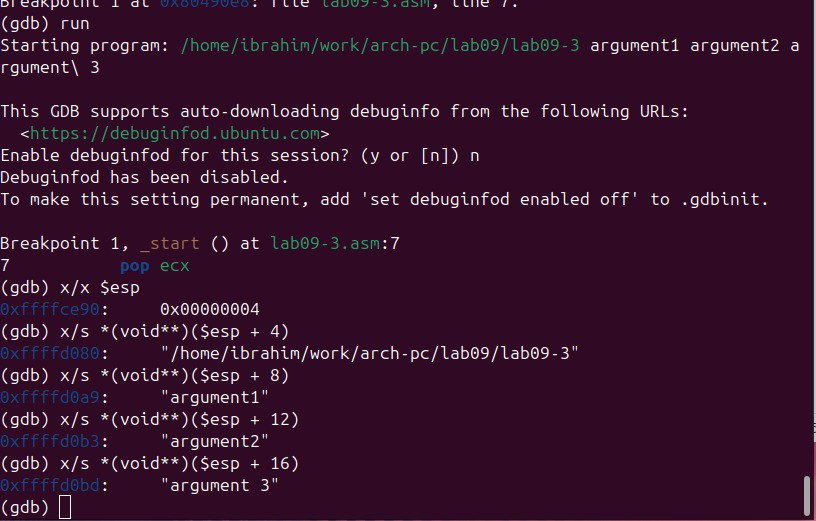 Breakpoint 1 at 0x80490e8: file lab09-3.asm, line 7.
(gdb) run
Starting program: /home/ibrahim/work/arch-pc/lab09/lab09-3 argument1 argument2 a
rgument\ 3
This GDB supports auto-downloading debuginfo from the following URLs:
  <https://debuginfod.ubuntu.com>
Enable debuginfod for this session? (y or [n]) n
Debuginfod has been disabled.
To make this setting permanent, add 'set debuginfod enabled off' to .gdbinit.
Breakpoint 1, _start () at lab09-3.asm:7
7           pop ecx
(gdb) x/x $esp
0xffffce90:     0x00000004
(gdb) x/s *(void**)($esp + 4)
0xffffd080:     "/home/ibrahim/work/arch-pc/lab09/lab09-3"
(gdb) x/s *(void**)($esp + 8)
0xffffd0a9:     "argument1"
(gdb) x/s *(void**)($esp + 12)
0xffffd0b3:     "argument2"
(gdb) x/s *(void**)($esp + 16)
0xffffd0bd:     "argument 3"
(gdb)